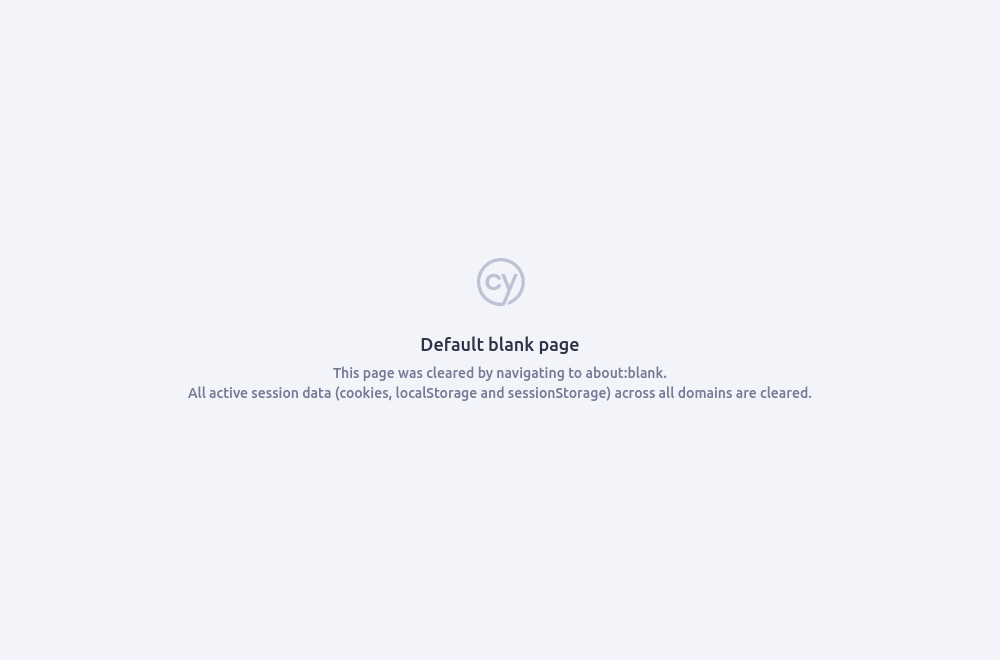 cy
Default blank page
This page was cleared by navigating to about:blank.
All active session data (cookies, localStorage and sessionStorage) across all domains are cleared.